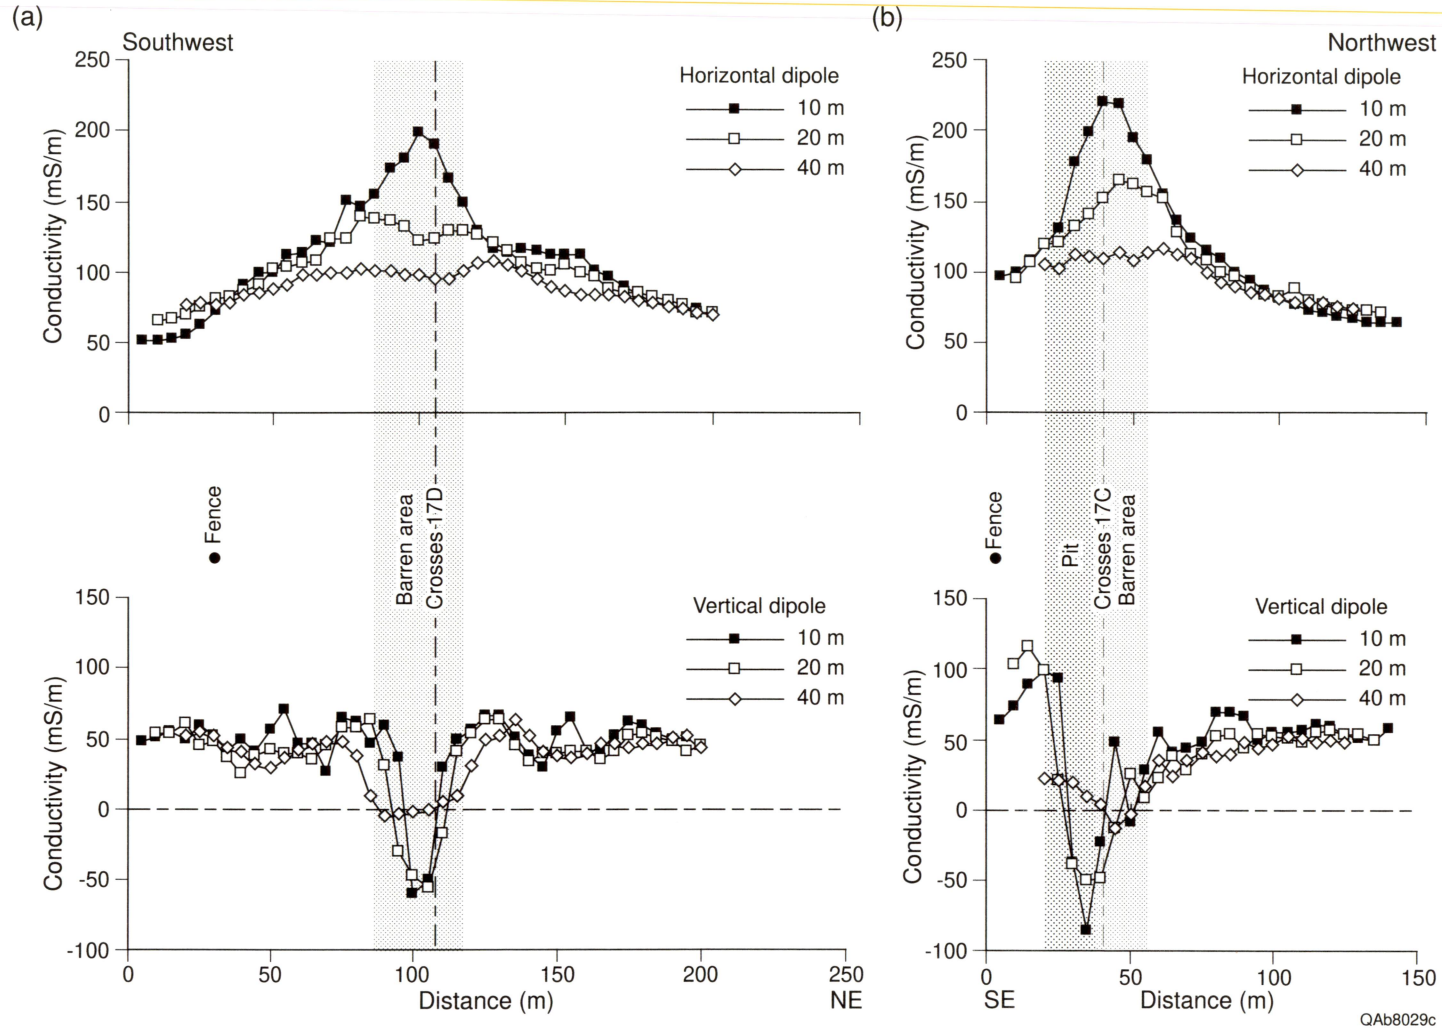 (a)
Southwest
250
200
150
100
50
0
Conductivity (mS/m)
Horizontal dipole
10 m
20 m
40 m
Fence
Barren area
Crosses 17D
150
100
50
0
-50
-100
Conductivity (mS/m)
Vertical dipole
10 m
20 m
40 m
0
50
100
150
200
250
Distance (m)
NE
(b)
Northwest
250
200
150
100
50
0
Conductivity (mS/m)
Horizontal dipole
10 m
20 m
40 m
Fence
Pit
Crosses 17C
Barren area
150
100
50
0
-50
-100
Conductivity (mS/m)
Vertical dipole
10 m
20 m
40 m
0
50
100
150
SE
Distance (m)
QAb8029c